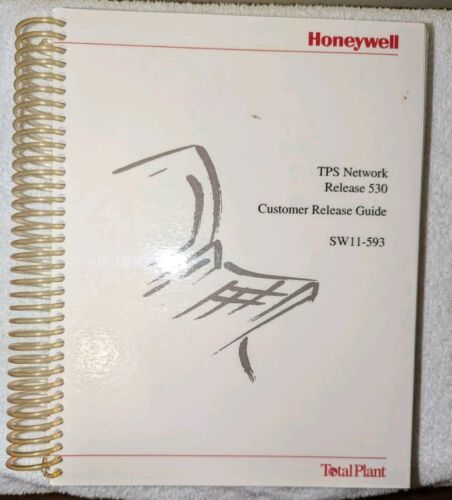 Honeywell
TPS Network
Release 530
Customer Release Guide
SW11-593
TotalPlant